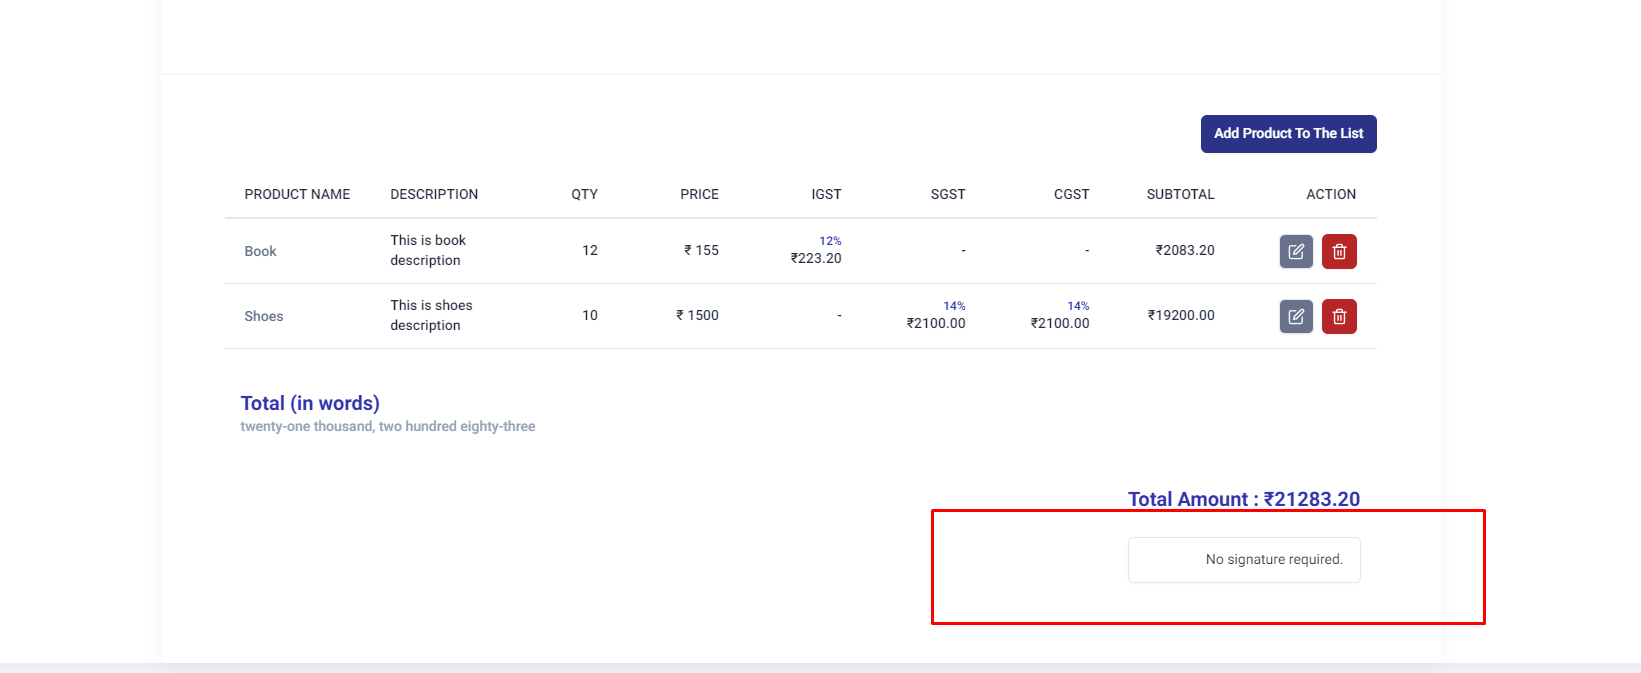 Add Product To The List
PRODUCT NAME DESCRIPTION QTY PRICE IGST SGST CGST SUBTOTAL ACTION
Book This is book description 12 ₹ 155 12% ₹223.20 - - ₹2083.20
Shoes This is shoes description 10 ₹ 1500 - 14% ₹2100.00 14% ₹2100.00 ₹19200.00
Total (in words)
twenty-one thousand, two hundred eighty-three
Total Amount : ₹21283.20
No signature required.